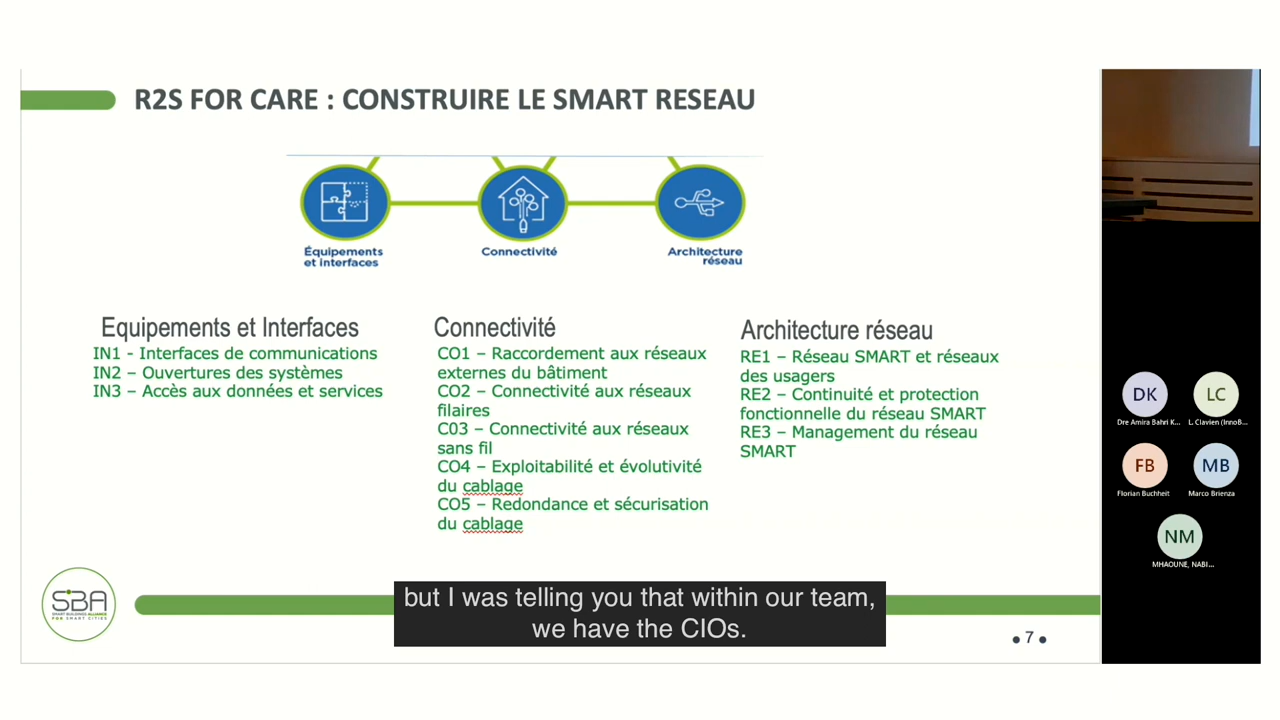 R2S FOR CARE : CONSTRUIRE LE SMART RESEAU
Équipements
et interfaces
Connectivité
Architecture
réseau
Equipements et Interfaces
IN1 - Interfaces de communications
IN2 – Ouvertures des systèmes
IN3 – Accès aux données et services
Connectivité
CO1 – Raccordement aux réseaux
externes du bâtiment
CO2 – Connectivité aux réseaux
filaires
C03 – Connectivité aux réseaux
sans fil
CO4 – Exploitabilité et évolutivité
du cablage
CO5 – Redondance et sécurisation
du cablage
Architecture réseau
RE1 – Réseau SMART et réseaux
des usagers
RE2 – Continuité et protection
fonctionnelle du réseau SMART
RE3 – Management du réseau
SMART
DK
Dre Amira Bahri K...
LC
L. Clavien (InnoB...
FB
Florian Buchheit
MB
Marco Brienza
NM
MHAOUNE, NABI...
SBA
SMART BUILDINGS ALLIANCE
FOR SMART CITIES
but I was telling you that within our team,
we have the CIOs.
• 7 •